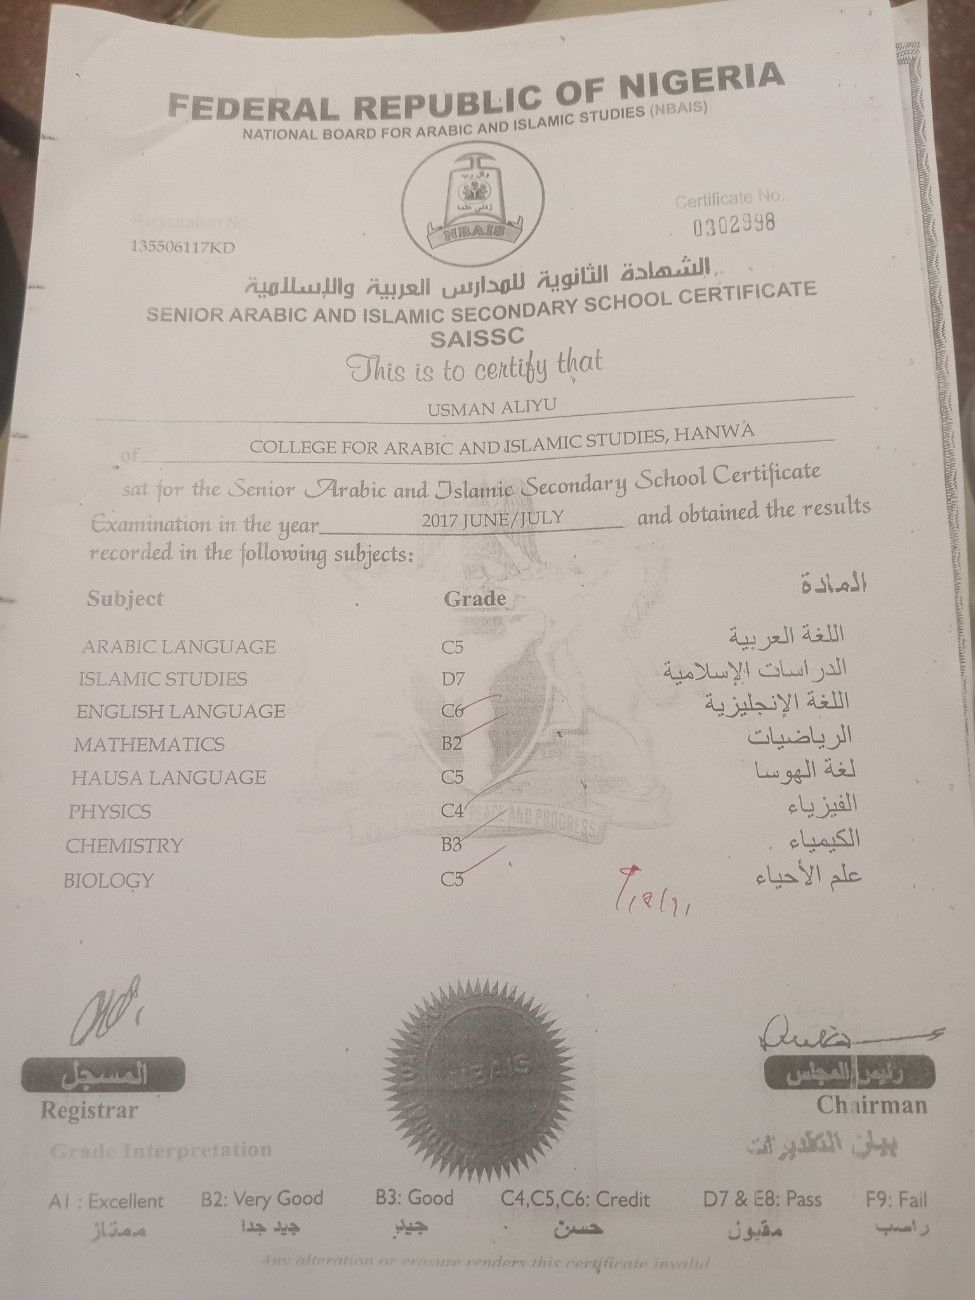 FEDERAL REPUBLIC OF NIGERIA
NATIONAL BOARD FOR ARABIC AND ISLAMIC STUDIES (NBAIS)
NBAIS
Registration No.
135506117KD
Certificate No.
0302998
الشهادة الثانوية للمدارس العربية والإسلامية
SENIOR ARABIC AND ISLAMIC SECONDARY SCHOOL CERTIFICATE
SAISSC
This is to certify that
USMAN ALIYU
of COLLEGE FOR ARABIC AND ISLAMIC STUDIES, HANWA
sat for the Senior Arabic and Islamic Secondary School Certificate
Examination in the year 2017 JUNE/JULY and obtained the results
recorded in the following subjects:
Subject Grade المادة
ARABIC LANGUAGE C5 اللغة العربية
ISLAMIC STUDIES D7 الدراسات الإسلامية
ENGLISH LANGUAGE C6 اللغة الإنجليزية
MATHEMATICS B2 الرياضيات
HAUSA LANGUAGE C5 لغة الهوسا
PHYSICS C4 الفيزياء
CHEMISTRY B3 الكيمياء
BIOLOGY C5 علم الأحياء
PEACE AND PROGRESS
NBAIS
المسجل
Registrar
رئيس المجلس
Chairman
Grade Interpretation بيان التقديرات
A1 : Excellent B2: Very Good B3: Good C4,C5,C6: Credit D7 & E8: Pass F9: Fail
ممتاز جيد جدا جيد حسن مقبول راسب
Any alteration or erasure renders this certificate invalid